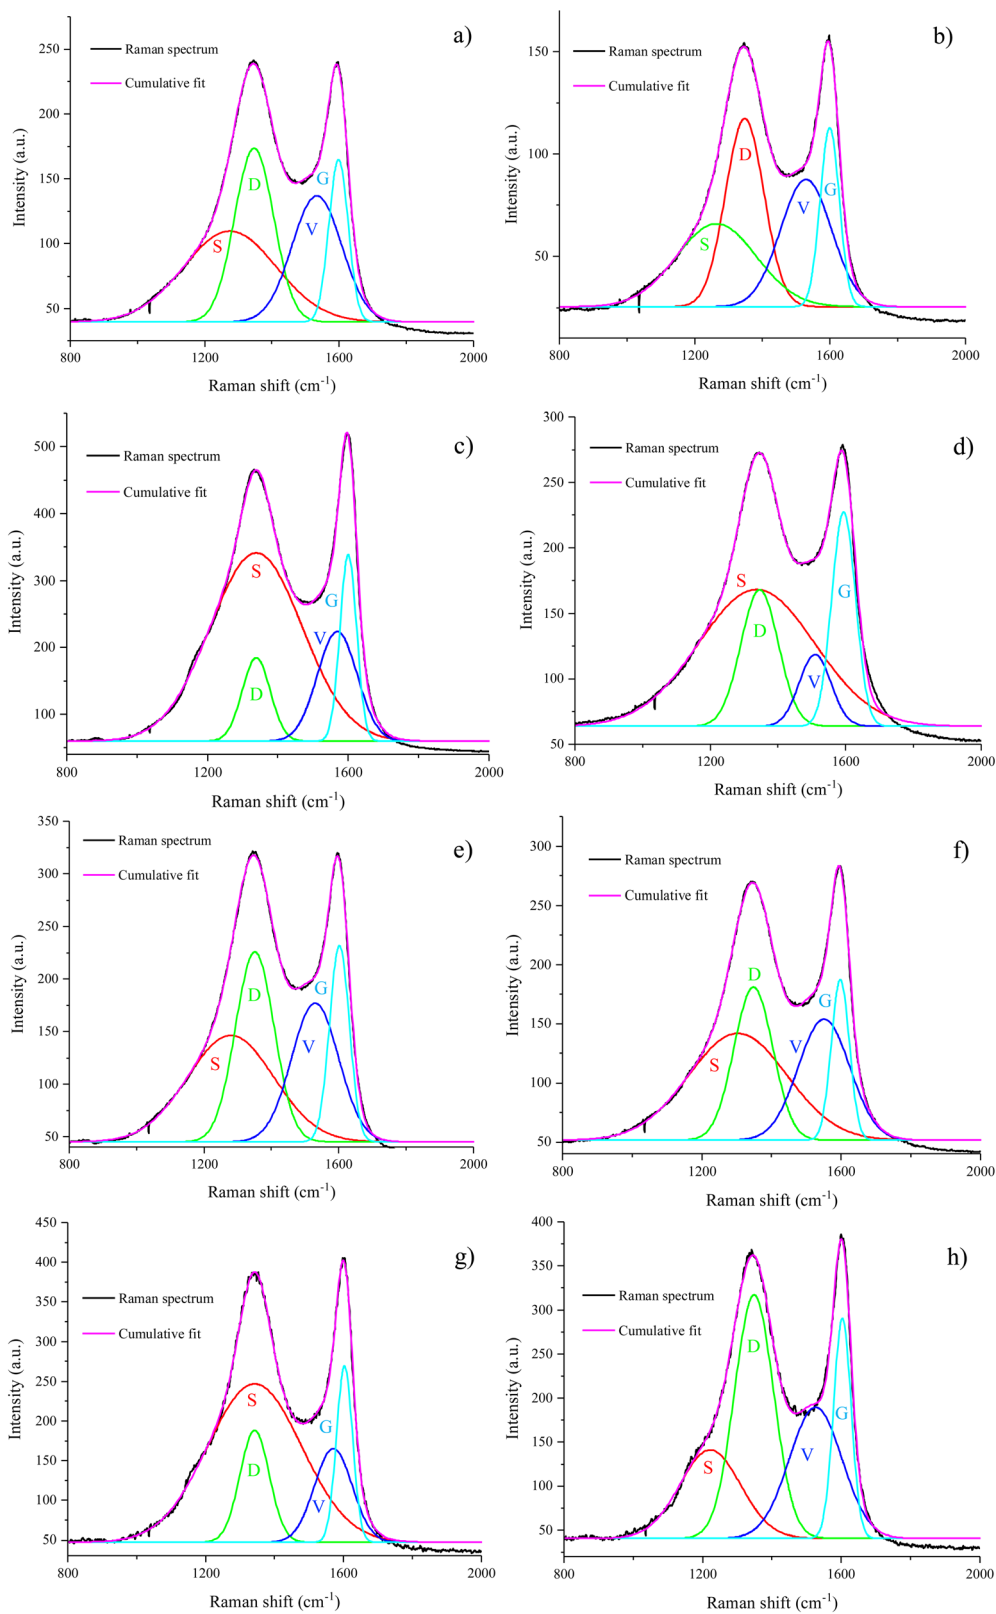 a)
Raman spectrum
Cumulative fit
Intensity (a.u.)
250
200
150
100
50
S
D
V
G
800
1200
1600
2000
Raman shift (cm-1)
b)
Raman spectrum
Cumulative fit
Intensity (a.u.)
150
100
50
S
D
V
G
800
1200
1600
2000
Raman shift (cm-1)
c)
Raman spectrum
Cumulative fit
Intensity (a.u.)
500
400
300
200
100
S
D
V
G
800
1200
1600
2000
Raman shift (cm-1)
d)
Raman spectrum
Cumulative fit
Intensity (a.u.)
300
250
200
150
100
50
S
D
V
G
800
1200
1600
2000
Raman shift (cm-1)
e)
Raman spectrum
Cumulative fit
Intensity (a.u.)
350
300
250
200
150
100
50
S
D
V
G
800
1200
1600
2000
Raman shift (cm-1)
f)
Raman spectrum
Cumulative fit
Intensity (a.u.)
300
250
200
150
100
50
S
D
V
G
800
1200
1600
2000
Raman shift (cm-1)
g)
Raman spectrum
Cumulative fit
Intensity (a.u.)
450
400
350
300
250
200
150
100
50
S
D
V
G
800
1200
1600
2000
Raman shift (cm-1)
h)
Raman spectrum
Cumulative fit
Intensity (a.u.)
400
350
300
250
200
150
100
50
S
D
V
G
800
1200
1600
2000
Raman shift (cm-1)